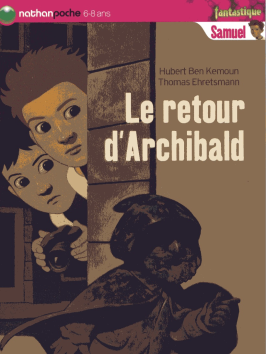 nathanpoche 6-8 ans
fantastique
Samuel
Hubert Ben Kemoun
Thomas Ehretsmann
Le retour
d'Archibald